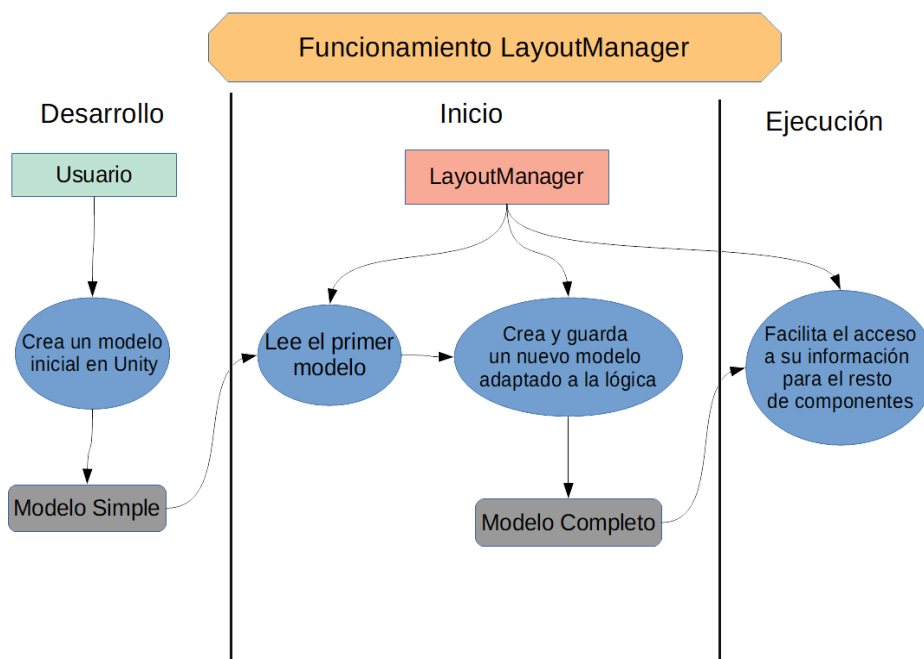 Funcionamiento LayoutManager
Desarrollo
Inicio
Ejecución
Usuario
LayoutManager
Crea un modelo
inicial en Unity
Lee el primer
modelo
Crea y guarda
un nuevo modelo
adaptado a la lógica
Facilita el acceso
a su información
para el resto
de componentes
Modelo Simple
Modelo Completo